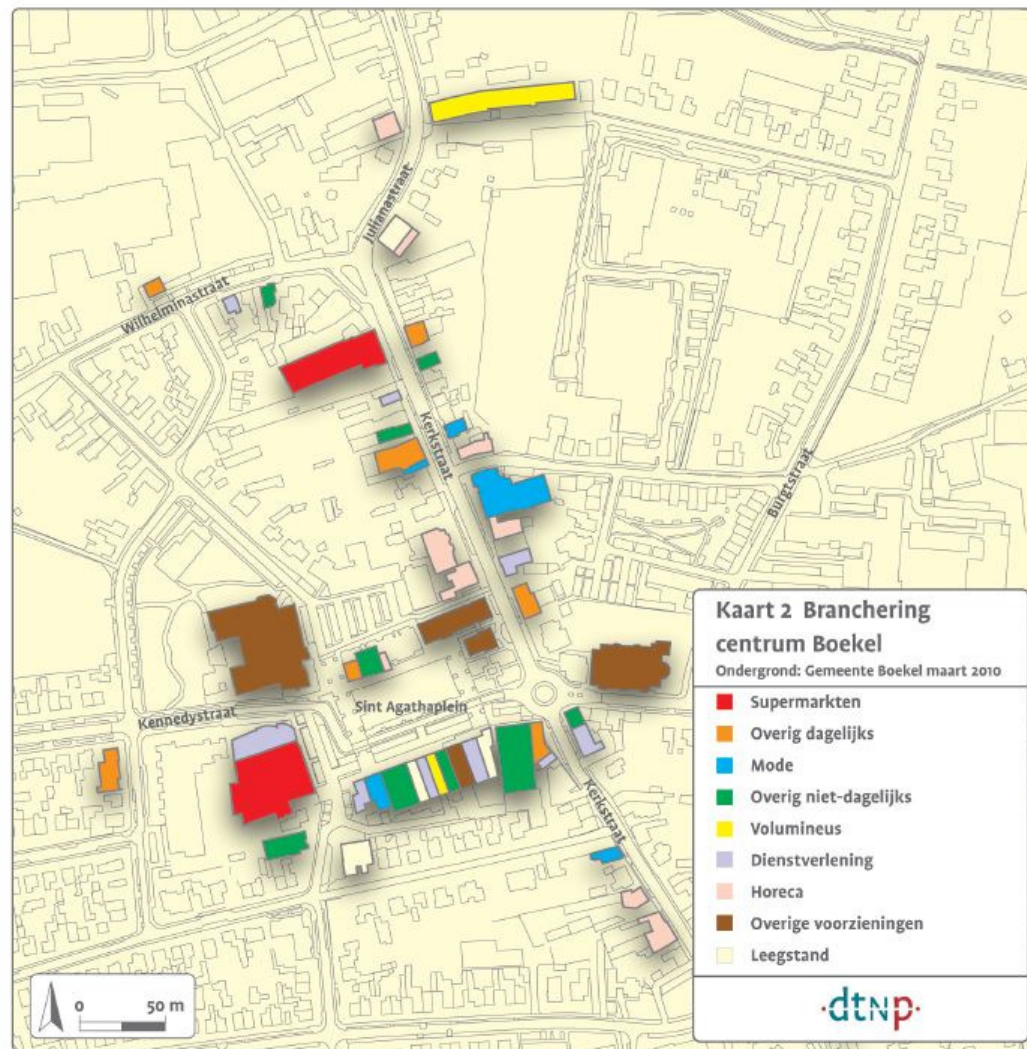 Julianastraat
Wilhelminastraat
Kerkstraat
Burgtstraat
Kennedystraat
Sint Agathaplein
Kerkstraat
Kaart 2 Branchering
centrum Boekel
Ondergrond: Gemeente Boekel maart 2010
Supermarkten
Overig dagelijks
Mode
Overig niet-dagelijks
Volumineus
Dienstverlening
Horeca
Overige voorzieningen
Leegstand
0 50 m
·dtnp·